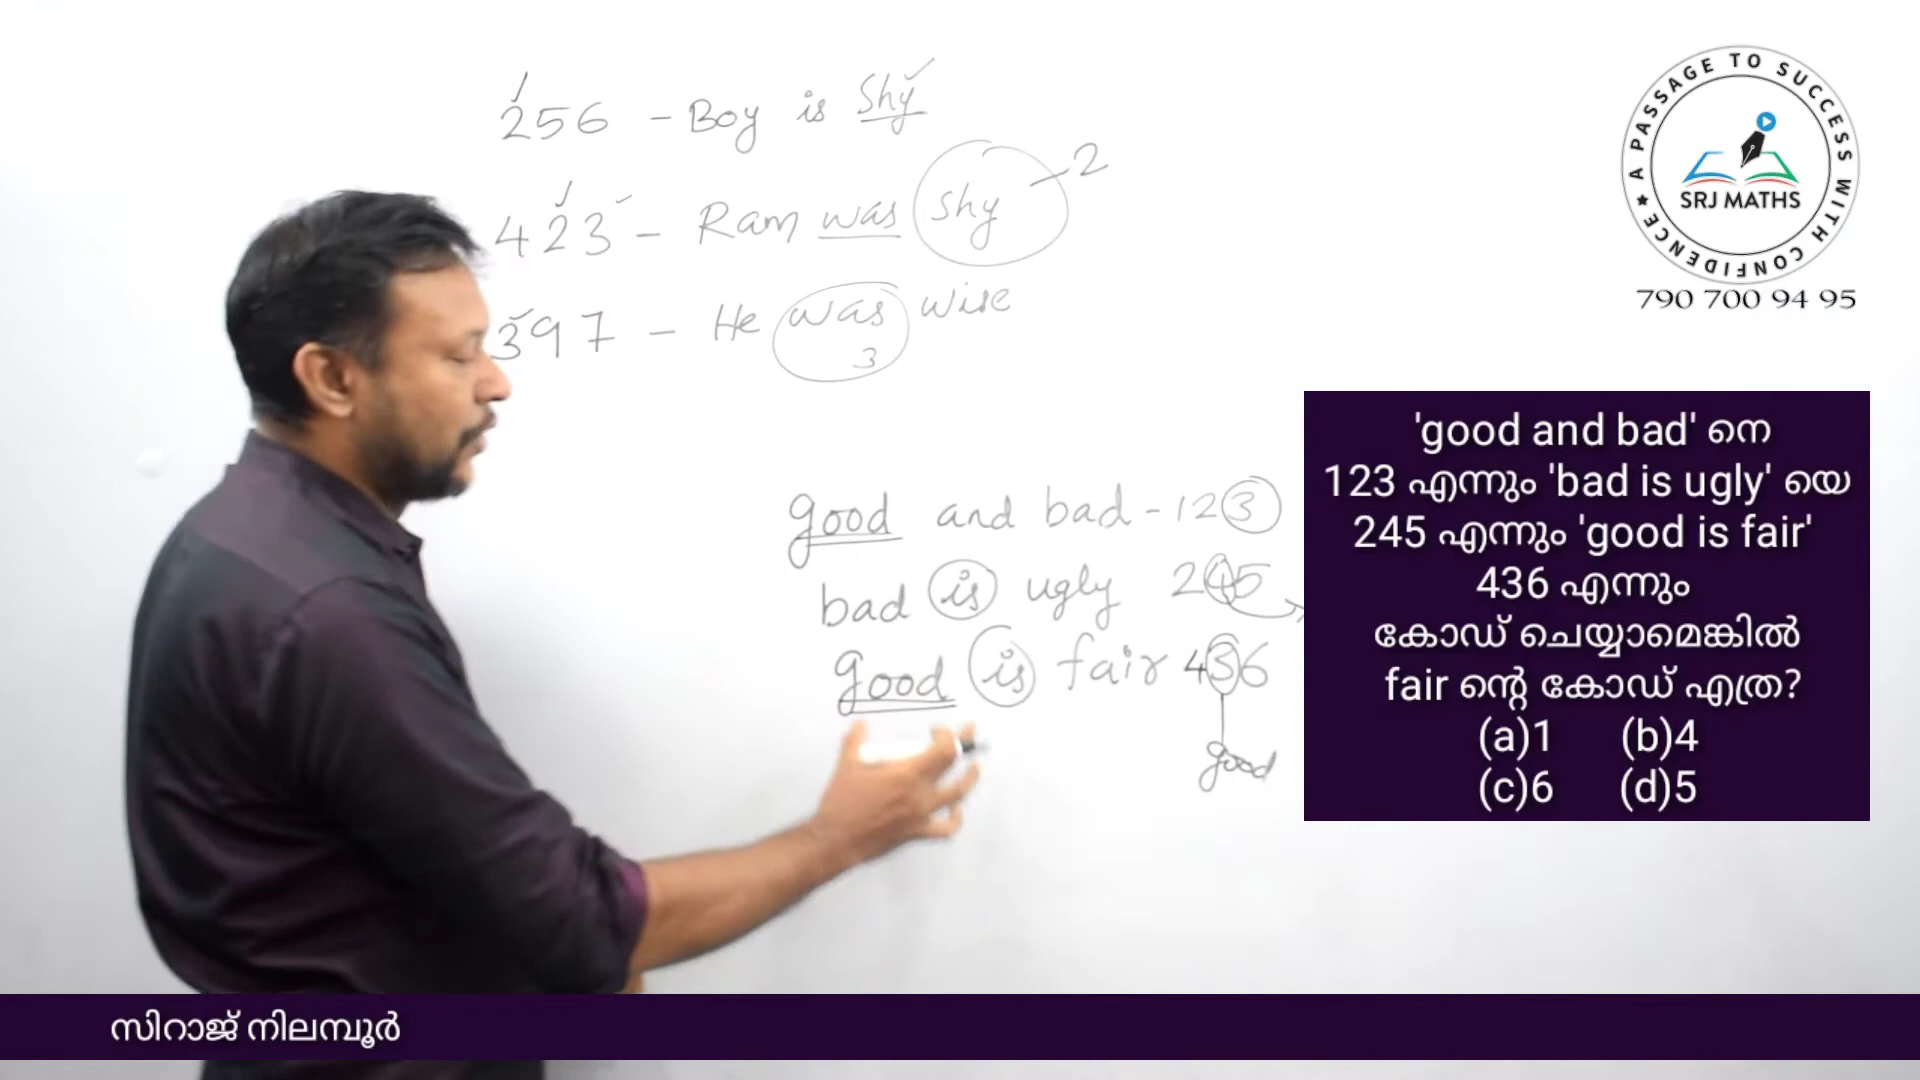 256 - Boy is Shy
423 - Ram was Shy - 2
397 - He was wise
3
good and bad - 123
bad is ugly 245
good is fair 436
good
A PASSAGE TO SUCCESS WITH CONFIDENCE
SRJ MATHS
790 700 94 95
'good and bad' നെ
123 എന്നും 'bad is ugly' യെ
245 എന്നും 'good is fair'
436 എന്നും
കോഡ് ചെയ്യാമെങ്കിൽ
fair ന്റെ കോഡ് എത്ര?
(a)1 (b)4
(c)6 (d)5
സിറാജ് നിലമ്പൂർ